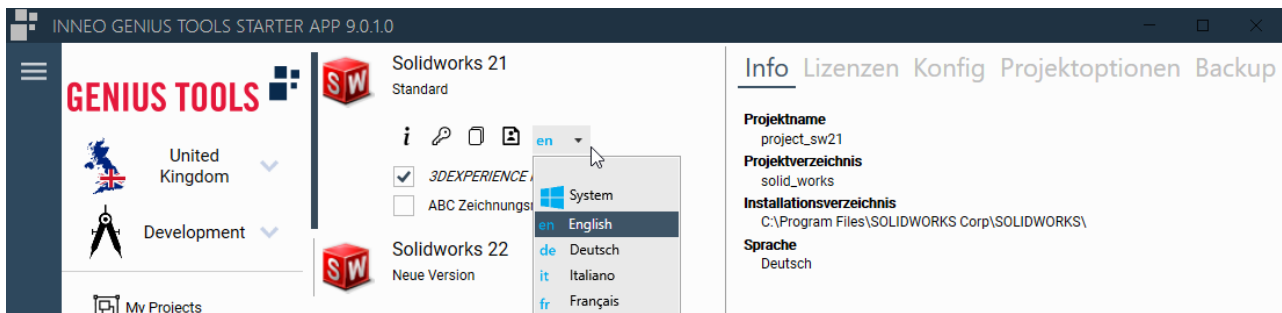 INNEO GENIUS TOOLS STARTER APP 9.0.1.0
GENIUS TOOLS
United
Kingdom
Development
My Projects
Solidworks 21
Standard
i
en
3DEXPERIENCE
ABC
Solidworks 22
Neue Version
System
en English
de Deutsch
it Italiano
fr Français
Info Lizenzen Konfig Projektoptionen Backup
Projektname
project_sw21
Projektverzeichnis
solid_works
Installationsverzeichnis
C:\Program Files\SOLIDWORKS Corp\SOLIDWORKS\
Sprache
Deutsch